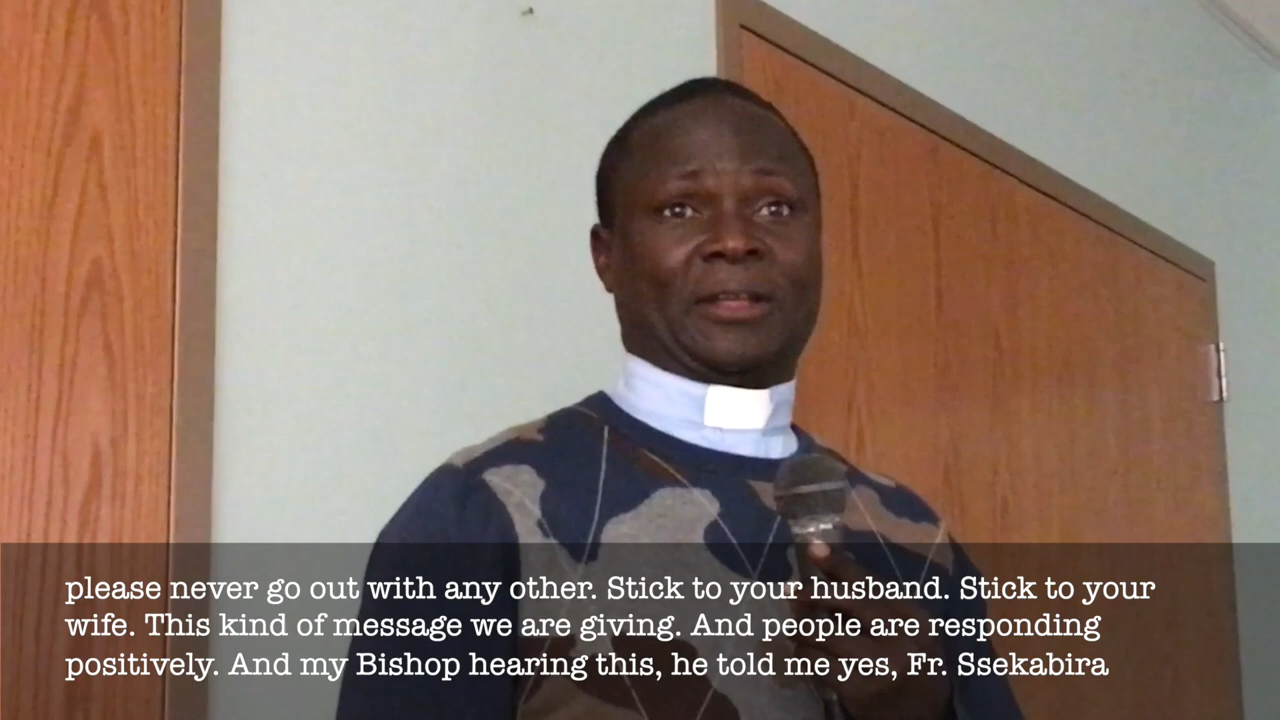 please never go out with any other. Stick to your husband. Stick to your
wife. This kind of message we are giving. And people are responding
positively. And my Bishop hearing this, he told me yes, Fr. Ssekabira